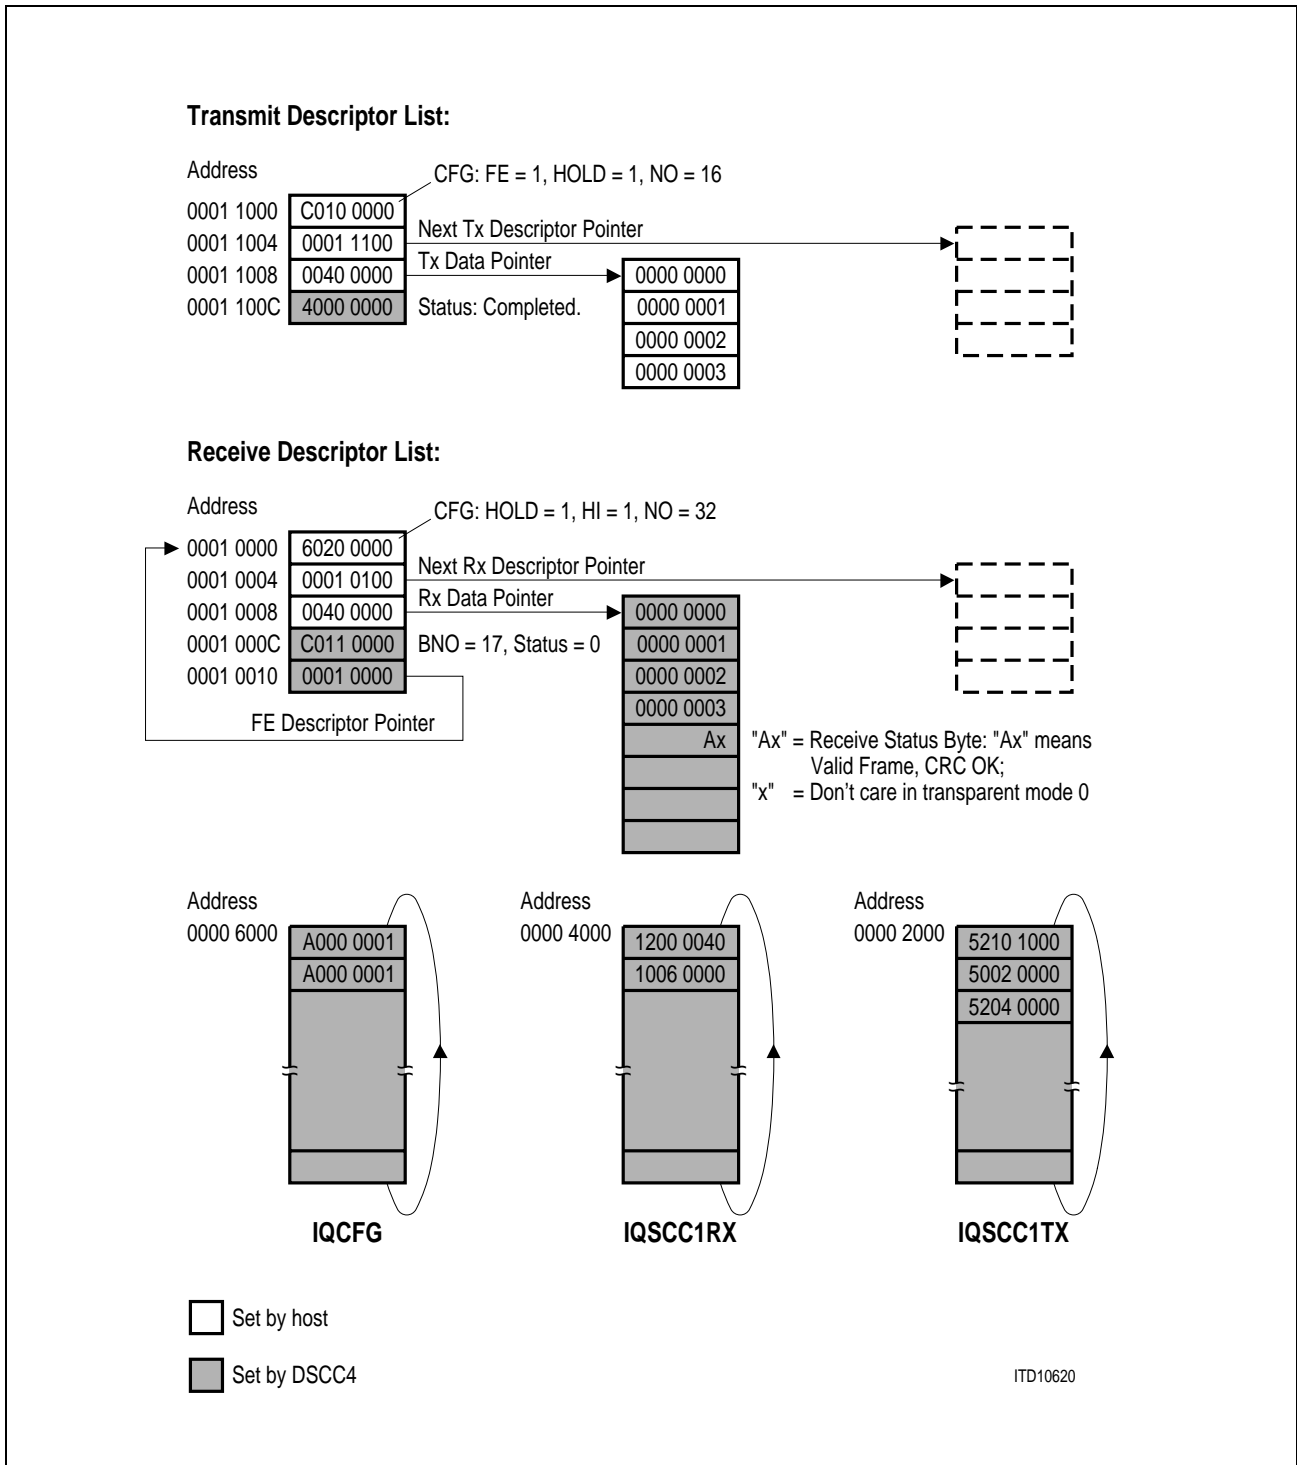 Transmit Descriptor List:
Address
CFG: FE = 1, HOLD = 1, NO = 16
0001 1000 C010 0000
0001 1004 0001 1100 Next Tx Descriptor Pointer
0001 1008 0040 0000 Tx Data Pointer 0000 0000
0001 100C 4000 0000 Status: Completed. 0000 0001
0000 0002
0000 0003
Receive Descriptor List:
Address
CFG: HOLD = 1, HI = 1, NO = 32
0001 0000 6020 0000
0001 0004 0001 0100 Next Rx Descriptor Pointer
0001 0008 0040 0000 Rx Data Pointer 0000 0000
0001 000C C011 0000 BNO = 17, Status = 0 0000 0001
0001 0010 0001 0000 0000 0002
FE Descriptor Pointer 0000 0003
Ax "Ax" = Receive Status Byte: "Ax" means
Valid Frame, CRC OK;
"x" = Don't care in transparent mode 0
Address Address Address
0000 6000 A000 0001 0000 4000 1200 0040 0000 2000 5210 1000
A000 0001 1006 0000 5002 0000
5204 0000
IQCFG IQSCC1RX IQSCC1TX
Set by host
Set by DSCC4
ITD10620